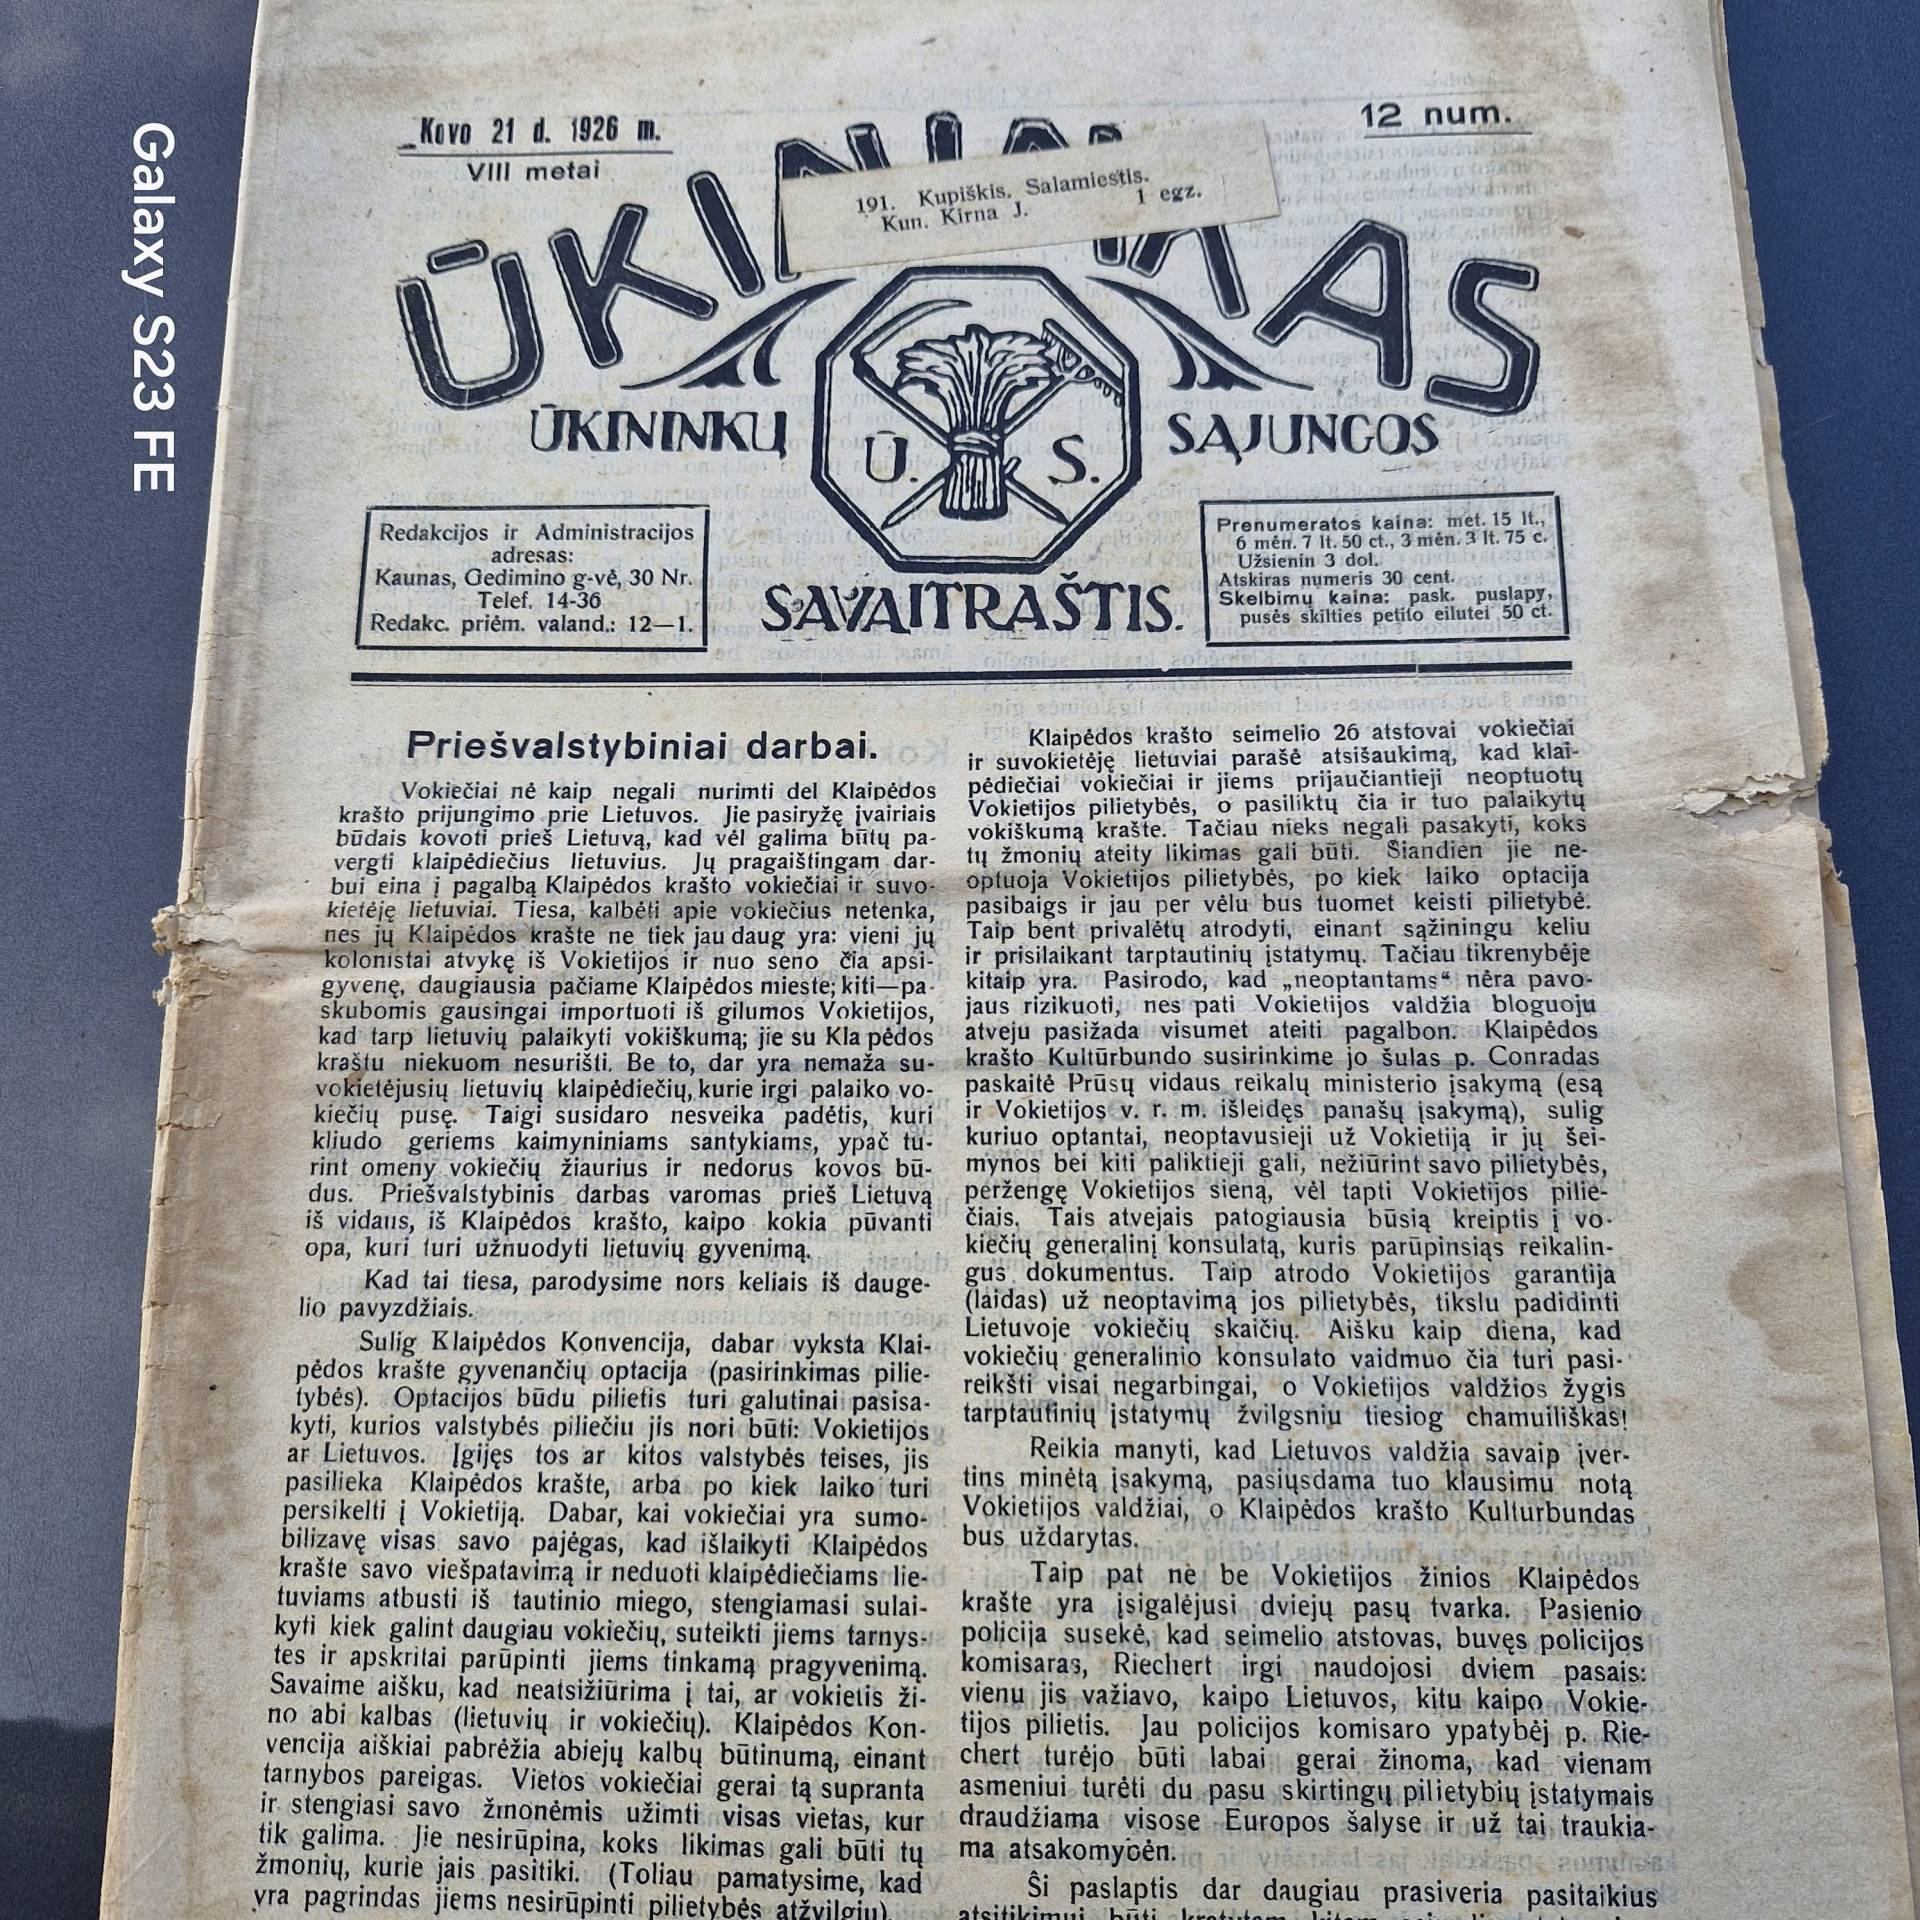 Kovo 21 d. 1926 m.
VIII metai
12 num.
191. Kupiškis. Salamiestis.
Kun. Kirna J. 1 egz.
ŪKININKŲ
Ū. S.
SĄJUNGOS
SAVAITRAŠTIS.
Redakcijos ir Administracijos
adresas:
Kaunas, Gedimino g-vė, 30 Nr.
Telef. 14-36
Redakc. priėm. valand.: 12—1.
Prenumeratos kaina: met. 15 lt.,
6 mėn. 7 lt. 50 ct., 3 mėn. 3 lt. 75 c.
Užsienin 3 dol.
Atskiras numeris 30 cent.
Skelbimų kaina: pask. puslapy,
pusės skilties petito eilutei 50 ct.
Priešvalstybiniai darbai.
Vokiečiai nė kaip negali nurimti del Klaipėdos
krašto prijungimo prie Lietuvos. Jie pasiryžę įvairiais
būdais kovoti prieš Lietuvą, kad vėl galima būtų pa-
vergti klaipėdiečius lietuvius. Jų pragaištingam dar-
bui eina į pagalbą Klaipėdos krašto vokiečiai ir suvo-
kietėję lietuviai. Tiesa, kalbėti apie vokiečius netenka,
nes jų Klaipėdos krašte ne tiek jau daug yra: vieni jų
kolonistai atvykę iš Vokietijos ir nuo seno čia apsi-
gyvenę, daugiausia pačiame Klaipėdos mieste; kiti—pa-
skubomis gausingai importuoti iš gilumos Vokietijos,
kad tarp lietuvių palaikyti vokiškumą; jie su Kla pėdos
kraštu niekuom nesurišti. Be to, dar yra nemaža su-
vokietėjusių lietuvių klaipėdiečių, kurie irgi palaiko vo-
kiečių pusę. Taigi susidaro nesveika padėtis, kuri
kliudo geriems kaimyniniams santykiams, ypač tu-
rint omeny vokiečių žiaurius ir nedorus kovos bū-
dus. Priešvalstybinis darbas varomas prieš Lietuvą
iš vidaus, iš Klaipėdos krašto, kaipo kokia pūvanti
opa, kuri turi užnuodyti lietuvių gyvenimą.
Kad tai tiesa, parodysime nors keliais iš dauge-
lio pavyzdžiais.
Sulig Klaipėdos Konvencija, dabar vyksta Klai-
pėdos krašte gyvenančių optacija (pasirinkimas pilie-
tybės). Optacijos būdu pilietis turi galutinai pasisa-
kyti, kurios valstybės piliečiu jis nori būti: Vokietijos
ar Lietuvos. Įgijęs tos ar kitos valstybės teises, jis
pasilieka Klaipėdos krašte, arba po kiek laiko turi
persikelti į Vokietiją. Dabar, kai vokiečiai yra sumo-
bilizavę visas savo pajėgas, kad išlaikyti Klaipėdos
krašte savo viešpatavimą ir neduoti klaipėdiečiams lie-
tuviams atbusti iš tautinio miego, stengiamasi sulai-
kyti kiek galint daugiau vokiečių, suteikti jiems tarnys-
tes ir apskritai parūpinti jiems tinkamą pragyvenimą.
Savaime aišku, kad neatsižiūrima į tai, ar vokietis ži-
no abi kalbas (lietuvių ir vokiečių). Klaipėdos Kon-
vencija aiškiai pabrėžia abiejų kalbų būtinumą, einant
tarnybos pareigas. Vietos vokiečiai gerai tą supranta
ir stengiasi savo žmonėmis užimti visas vietas, kur
tik galima. Jie nesirūpina, koks likimas gali būti tų
žmonių, kurie jais pasitiki. (Toliau pamatysime, kad
yra pagrindas jiems nesirūpinti pilietybės atžvilgiu).
Klaipėdos krašto seimelio 26 atstovai vokiečiai
ir suvokietėję lietuviai parašė atsišaukimą, kad klai-
pėdiečiai vokiečiai ir jiems prijaučiantieji neoptuotų
Vokietijos pilietybės, o pasiliktų čia ir tuo palaikytų
vokiškumą krašte. Tačiau nieks negali pasakyti, koks
tų žmonių ateity likimas gali būti. Šiandien jie ne-
optuoja Vokietijos pilietybės, po kiek laiko optacija
pasibaigs ir jau per vėlu bus tuomet keisti pilietybė.
Taip bent privalėtų atrodyti, einant sąžiningu keliu
ir prisilaikant tarptautinių įstatymų. Tačiau tikrenybėje
kitaip yra. Pasirodo, kad „neoptantams“ nėra pavo-
jaus rizikuoti, nes pati Vokietijos valdžia bloguoju
atveju pasižada visumet ateiti pagalbon. Klaipėdos
krašto Kultūrbundo susirinkime jo šulas p. Conradas
paskaitė Prūsų vidaus reikalų ministerio įsakymą (esą
ir Vokietijos v. r. m. išleidęs panašų įsakymą), sulig
kuriuo optantai, neoptavusieji už Vokietiją ir jų šei-
mynos bei kiti paliktieji gali, nežiūrint savo pilietybės,
peržengę Vokietijos sieną, vėl tapti Vokietijos pilie-
čiais. Tais atvejais patogiausia būsią kreiptis į vo-
kiečių generalinį konsulatą, kuris parūpinsiąs reikalin-
gus dokumentus. Taip atrodo Vokietijos garantija
(laidas) už neoptavimą jos pilietybės, tikslu padidinti
Lietuvoje vokiečių skaičių. Aišku kaip diena, kad
vokiečių generalinio konsulato vaidmuo čia turi pasi-
reikšti visai negarbingai, o Vokietijos valdžios žygis
tarptautinių įstatymų žvilgsniu tiesiog chamuiliškas!
Reikia manyti, kad Lietuvos valdžia savaip įver-
tins minėtą įsakymą, pasiųsdama tuo klausimu notą
Vokietijos valdžiai, o Klaipėdos krašto Kulturbundas
bus uždarytas.
Taip pat ne be Vokietijos žinios Klaipėdos
krašte yra įsigalėjusi dviejų pasų tvarka. Pasienio
policija susekė, kad seimelio atstovas, buvęs policijos
komisaras, Riechert irgi naudojosi dviem pasais:
vienu jis važiavo, kaipo Lietuvos, kitu kaipo Vokie-
tijos pilietis. Jau policijos komisaro ypatybėj p. Rie-
chert turėjo būti labai gerai žinoma, kad vienam
asmeniui turėti du pasu skirtingų pilietybių įstatymais
draudžiama visose Europos šalyse ir už tai traukia-
ma atsakomybėn.
Ši paslaptis dar daugiau prasiveria pasitaikius
atsitikimui būti
Galaxy S23 FE